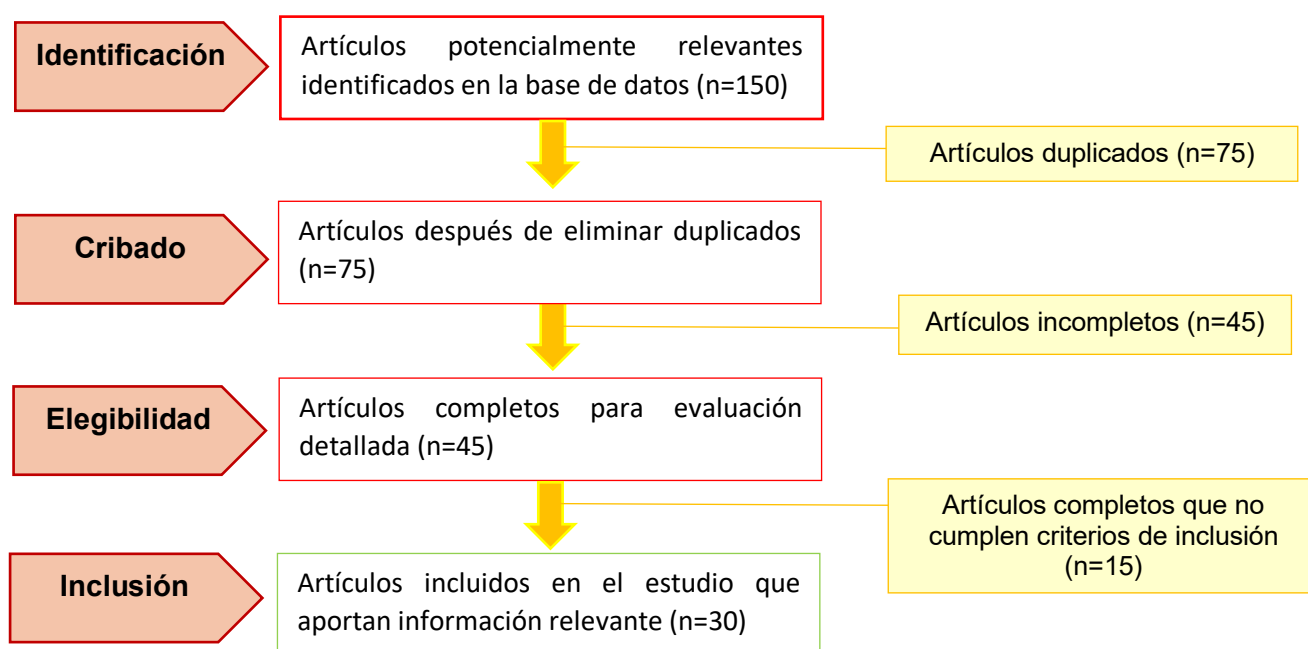 Identificación
Artículos potencialmente relevantes
identificados en la base de datos (n=150)
Artículos duplicados (n=75)
Cribado
Artículos después de eliminar duplicados
(n=75)
Artículos incompletos (n=45)
Elegibilidad
Artículos completos para evaluación
detallada (n=45)
Artículos completos que no
cumplen criterios de inclusión
(n=15)
Inclusión
Artículos incluidos en el estudio que
aportan información relevante (n=30)